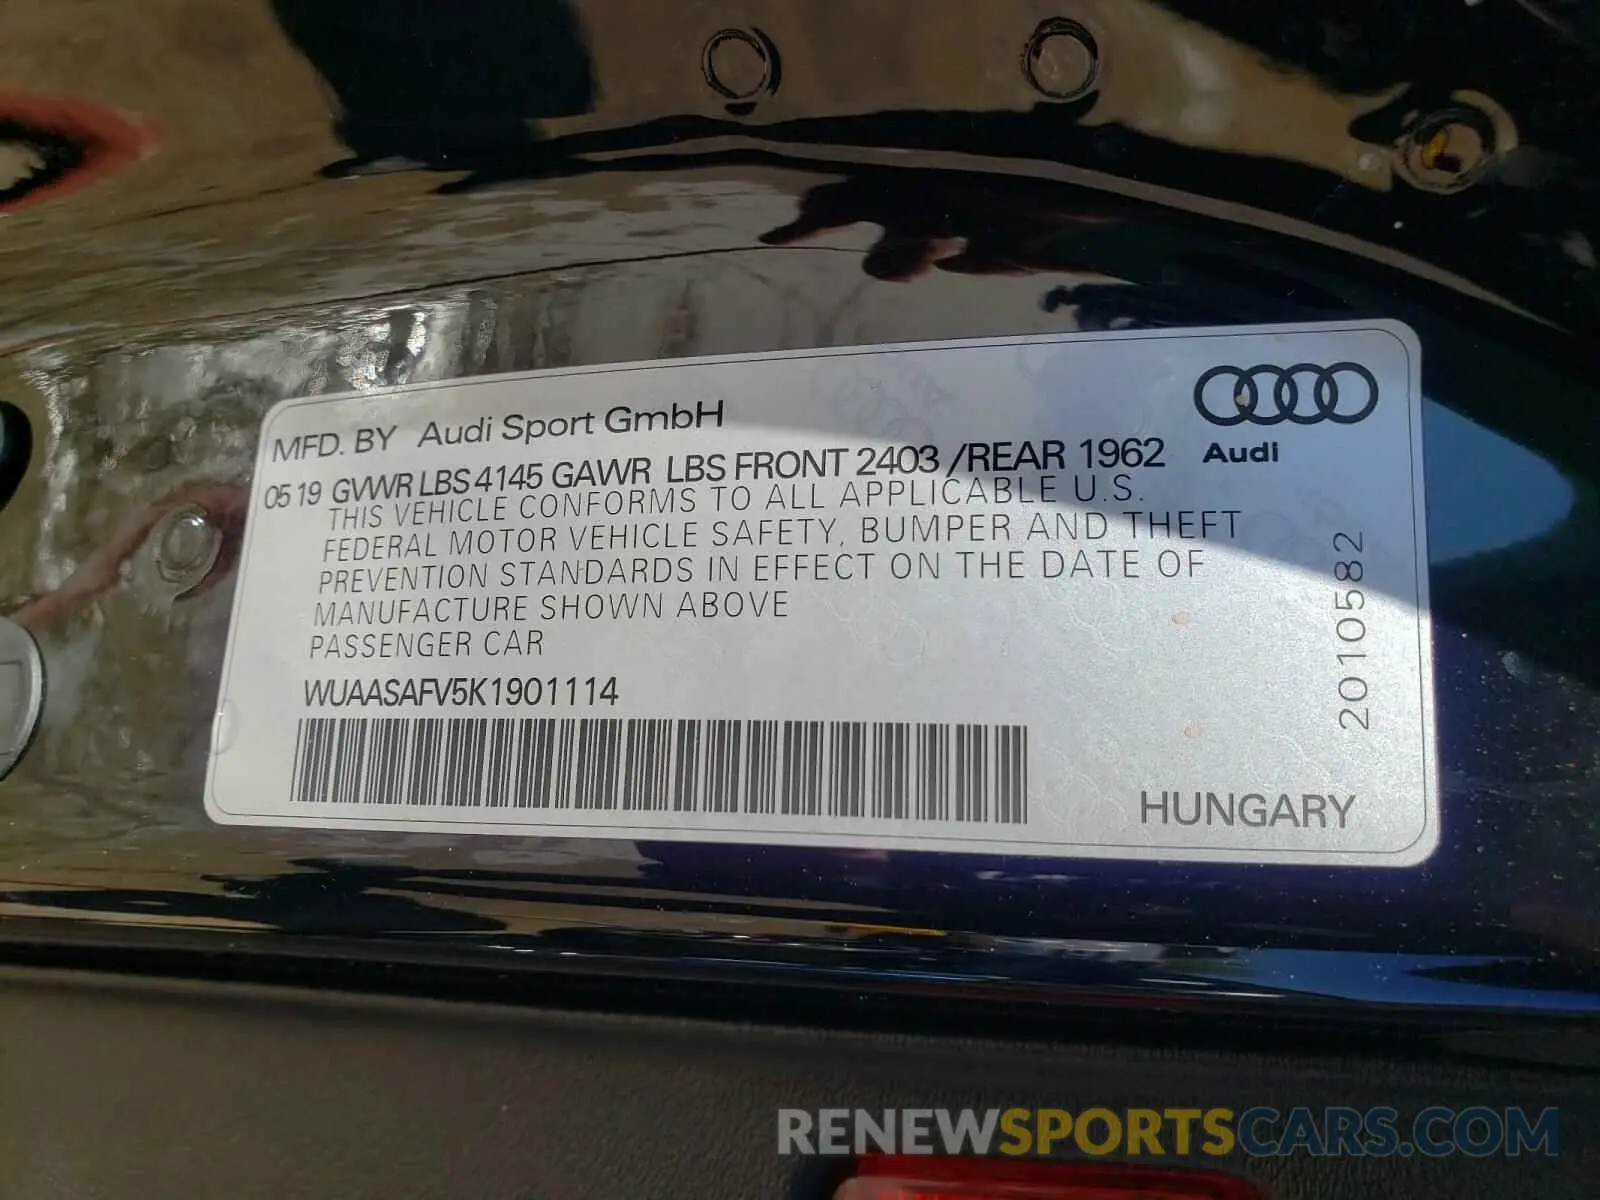 MFD. BY Audi Sport GmbH
Audi
05 19 GVWR LBS 4145 GAWR LBS FRONT 2403 /REAR 1962
THIS VEHICLE CONFORMS TO ALL APPLICABLE U.S.
FEDERAL MOTOR VEHICLE SAFETY, BUMPER AND THEFT
PREVENTION STANDARDS IN EFFECT ON THE DATE OF
MANUFACTURE SHOWN ABOVE
PASSENGER CAR
WUAASAFV5K1901114
2010582
HUNGARY
RENEWSPORTSCARS.COM